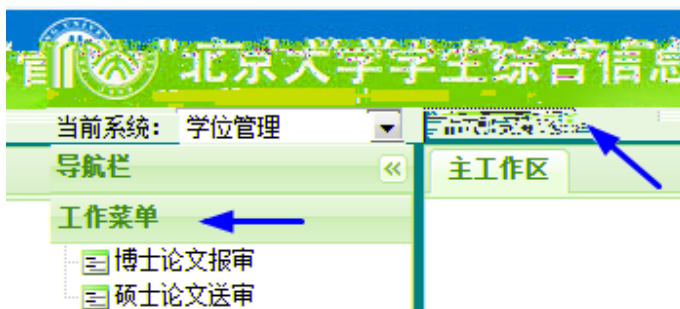 北京大学学生综合信息
当前系统: 学位管理
导航栏
主工作区
工作菜单
博士论文报审
硕士论文送审